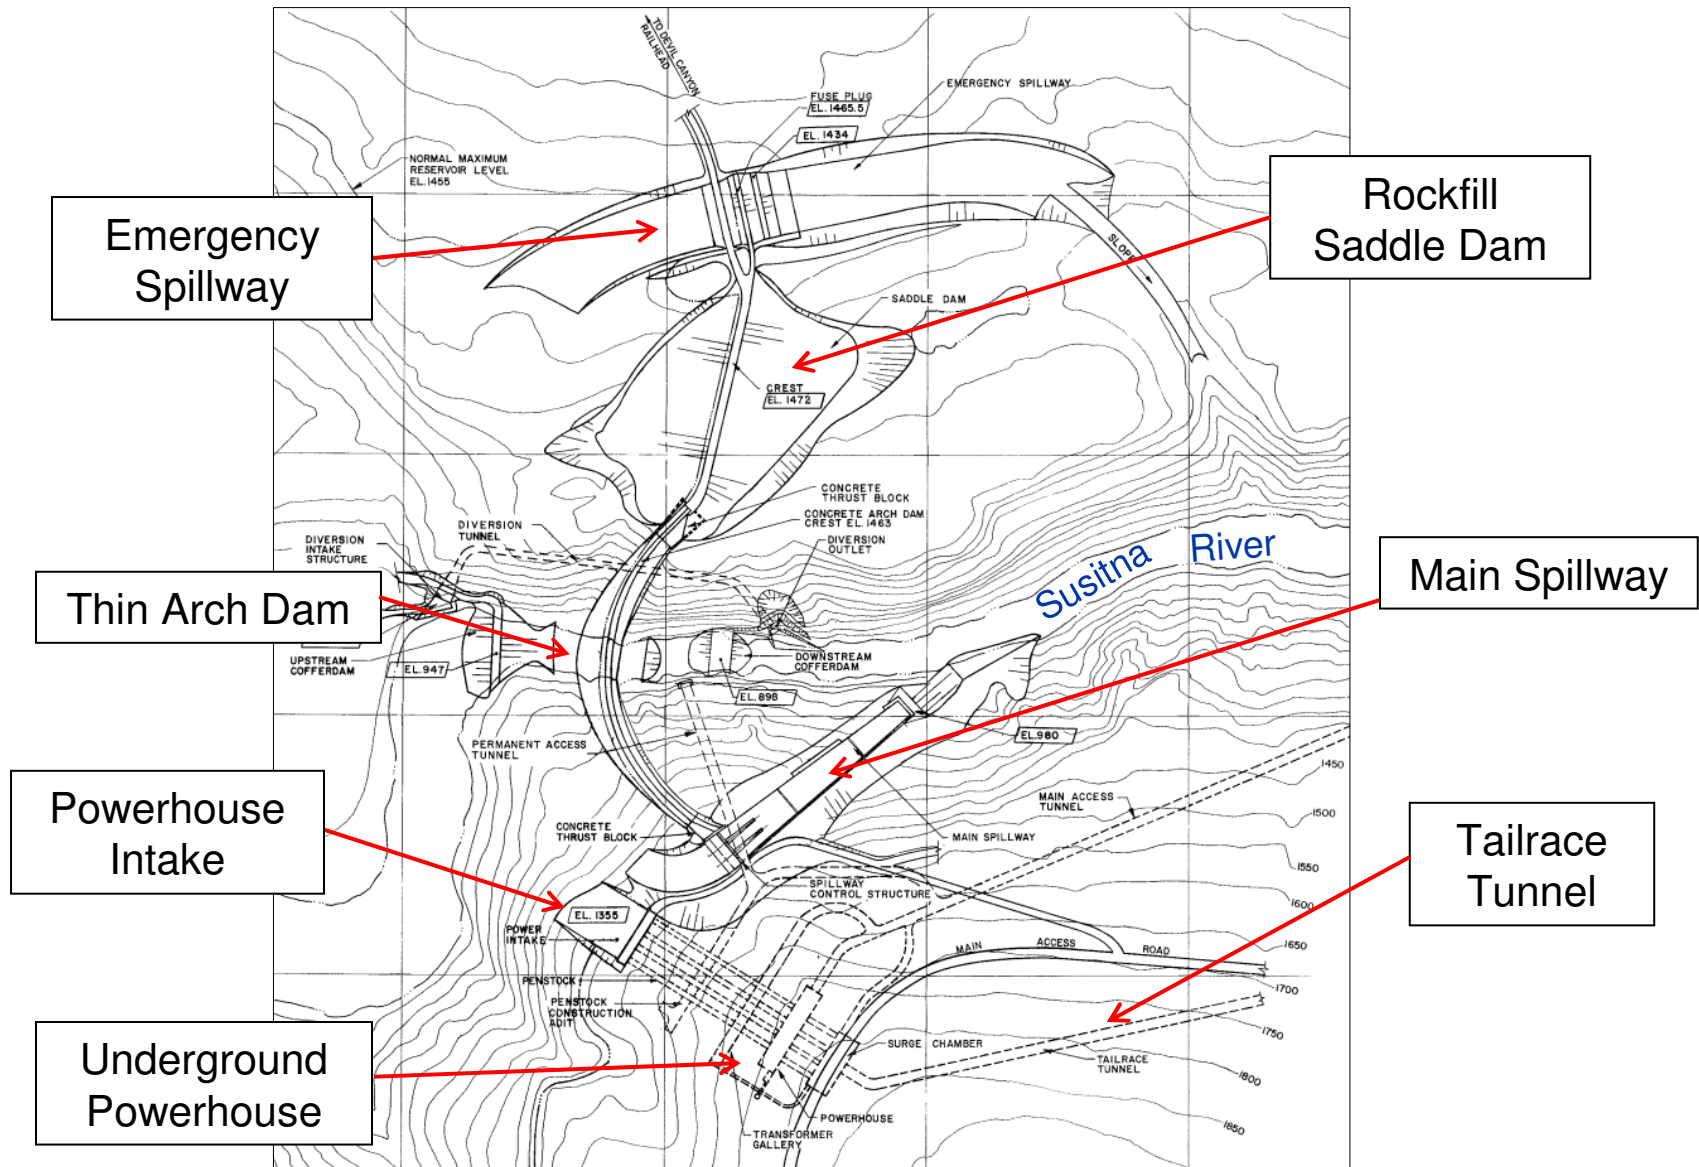 TO DEVIL CANYON
RAILHEAD
FUSE PLUG
EL. 1465.5
EMERGENCY SPILLWAY
EL. 1434
NORMAL MAXIMUM
RESERVOIR LEVEL
EL.1455
Emergency
Spillway
Rockfill
Saddle Dam
SLOPE
SADDLE DAM
CREST
EL. 1472
CONCRETE
THRUST BLOCK
CONCRETE ARCH DAM
CREST EL. 1463
DIVERSION
TUNNEL
DIVERSION
OUTLET
DIVERSION
INTAKE
STRUCTURE
Susitna River
Main Spillway
Thin Arch Dam
UPSTREAM
COFFERDAM
EL. 947
DOWNSTREAM
COFFERDAM
EL. 898
EL.980
PERMANENT ACCESS
TUNNEL
1450
Powerhouse
Intake
MAIN ACCESS
TUNNEL
1500
CONCRETE
THRUST BLOCK
MAIN SPILLWAY
Tailrace
Tunnel
1550
SPILLWAY
CONTROL STRUCTURE
1600
EL. 1355
POWER
INTAKE
MAIN ACCESS ROAD
1650
PENSTOCK
1700
PENSTOCK
CONSTRUCTION
ADIT
1750
Underground
Powerhouse
SURGE CHAMBER
TAILRACE
TUNNEL
1800
POWERHOUSE
1850
TRANSFORMER
GALLERY